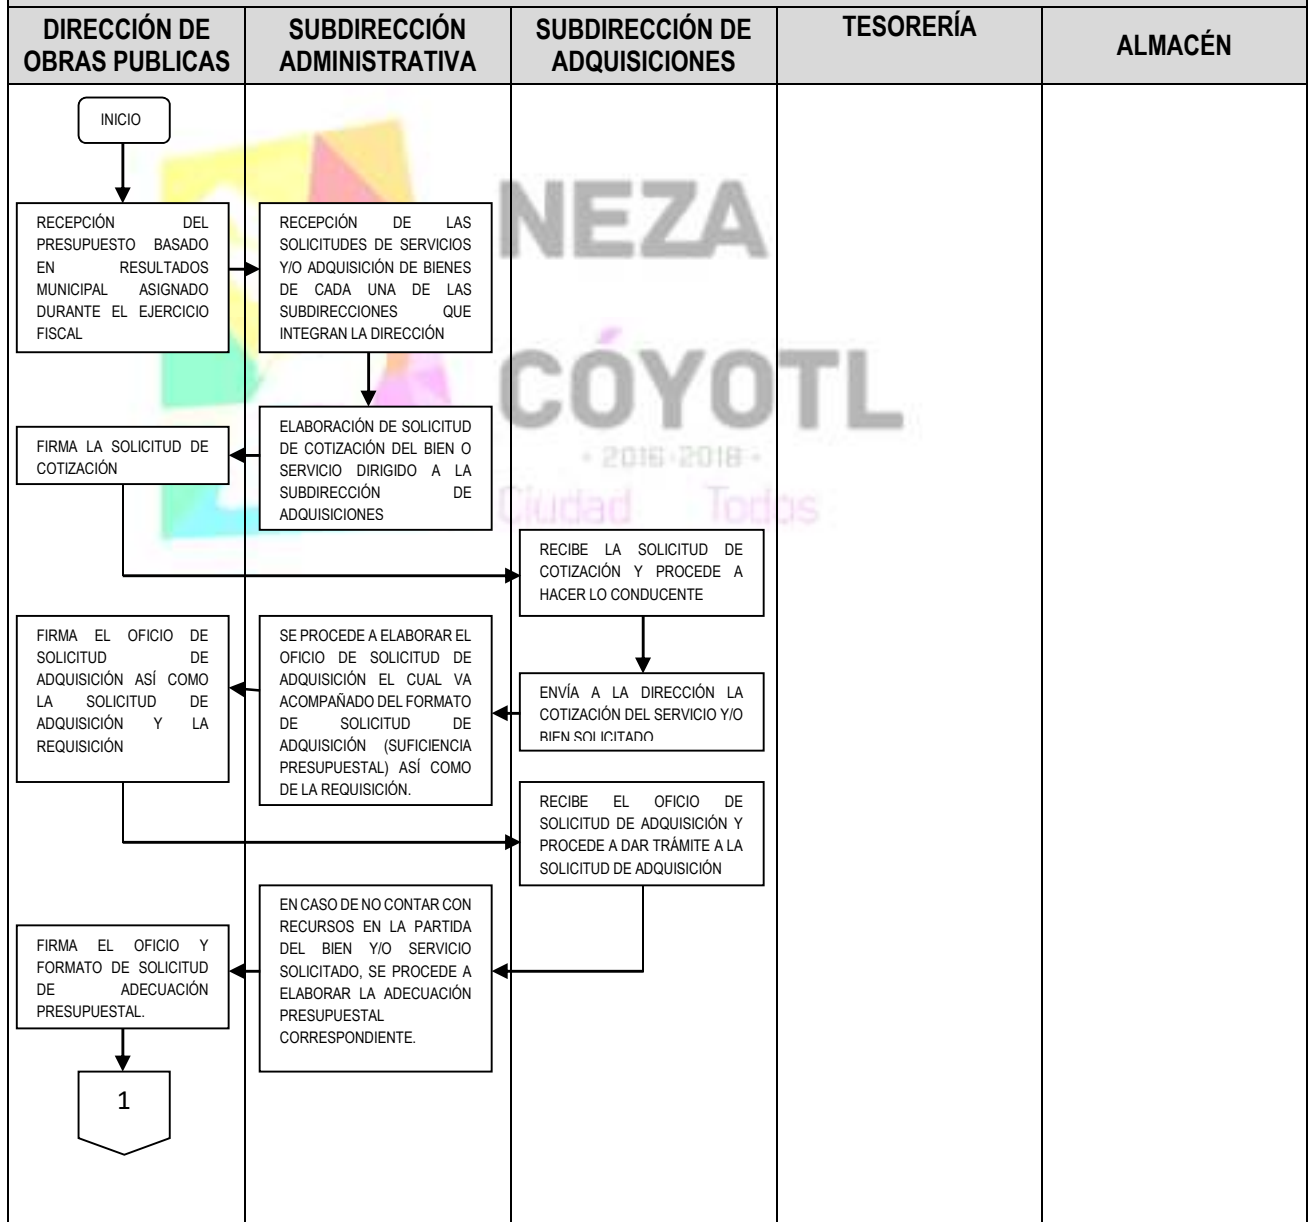 DIRECCIÓN DE
OBRAS PUBLICAS
SUBDIRECCIÓN
ADMINISTRATIVA
SUBDIRECCIÓN DE
ADQUISICIONES
TESORERÍA
ALMACÉN
INICIO
RECEPCIÓN DEL
PRESUPUESTO BASADO
EN RESULTADOS
MUNICIPAL ASIGNADO
DURANTE EL EJERCICIO
FISCAL
RECEPCIÓN DE LAS
SOLICITUDES DE SERVICIOS
Y/O ADQUISICIÓN DE BIENES
DE CADA UNA DE LAS
SUBDIRECCIONES QUE
INTEGRAN LA DIRECCIÓN
NEZA
CÓYOTL
2016-2018
Ciudad Todos
ELABORACIÓN DE SOLICITUD
DE COTIZACIÓN DEL BIEN O
SERVICIO DIRIGIDO A LA
SUBDIRECCIÓN DE
ADQUISICIONES
FIRMA LA SOLICITUD DE
COTIZACIÓN
RECIBE LA SOLICITUD DE
COTIZACIÓN Y PROCEDE A
HACER LO CONDUCENTE
ENVÍA A LA DIRECCIÓN LA
COTIZACIÓN DEL SERVICIO Y/O
BIEN SOLICITADO
SE PROCEDE A ELABORAR EL
OFICIO DE SOLICITUD DE
ADQUISICIÓN EL CUAL VA
ACOMPAÑADO DEL FORMATO
DE SOLICITUD DE
ADQUISICIÓN (SUFICIENCIA
PRESUPUESTAL) ASÍ COMO
DE LA REQUISICIÓN.
FIRMA EL OFICIO DE
SOLICITUD DE
ADQUISICIÓN ASÍ COMO
LA SOLICITUD DE
ADQUISICIÓN Y LA
REQUISICIÓN
RECIBE EL OFICIO DE
SOLICITUD DE ADQUISICIÓN Y
PROCEDE A DAR TRÁMITE A LA
SOLICITUD DE ADQUISICIÓN
EN CASO DE NO CONTAR CON
RECURSOS EN LA PARTIDA
DEL BIEN Y/O SERVICIO
SOLICITADO, SE PROCEDE A
ELABORAR LA ADECUACIÓN
PRESUPUESTAL
CORRESPONDIENTE.
FIRMA EL OFICIO Y
FORMATO DE SOLICITUD
DE ADECUACIÓN
PRESUPUESTAL.
1